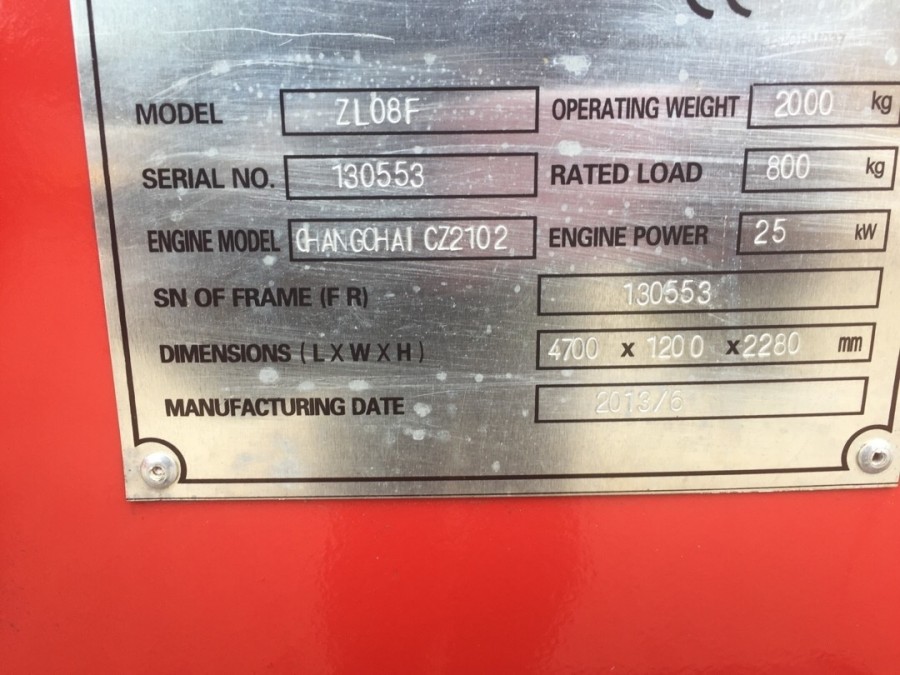 MODEL ZL08F OPERATING WEIGHT 2000 kg
SERIAL NO. 130553 RATED LOAD 800 kg
ENGINE MODEL CHANGCHAI CZ2102 ENGINE POWER 25 kW
SN OF FRAME (F R) 130553
DIMENSIONS (L X W X H) 4700 x 1200 x 2280 mm
MANUFACTURING DATE 2013/6